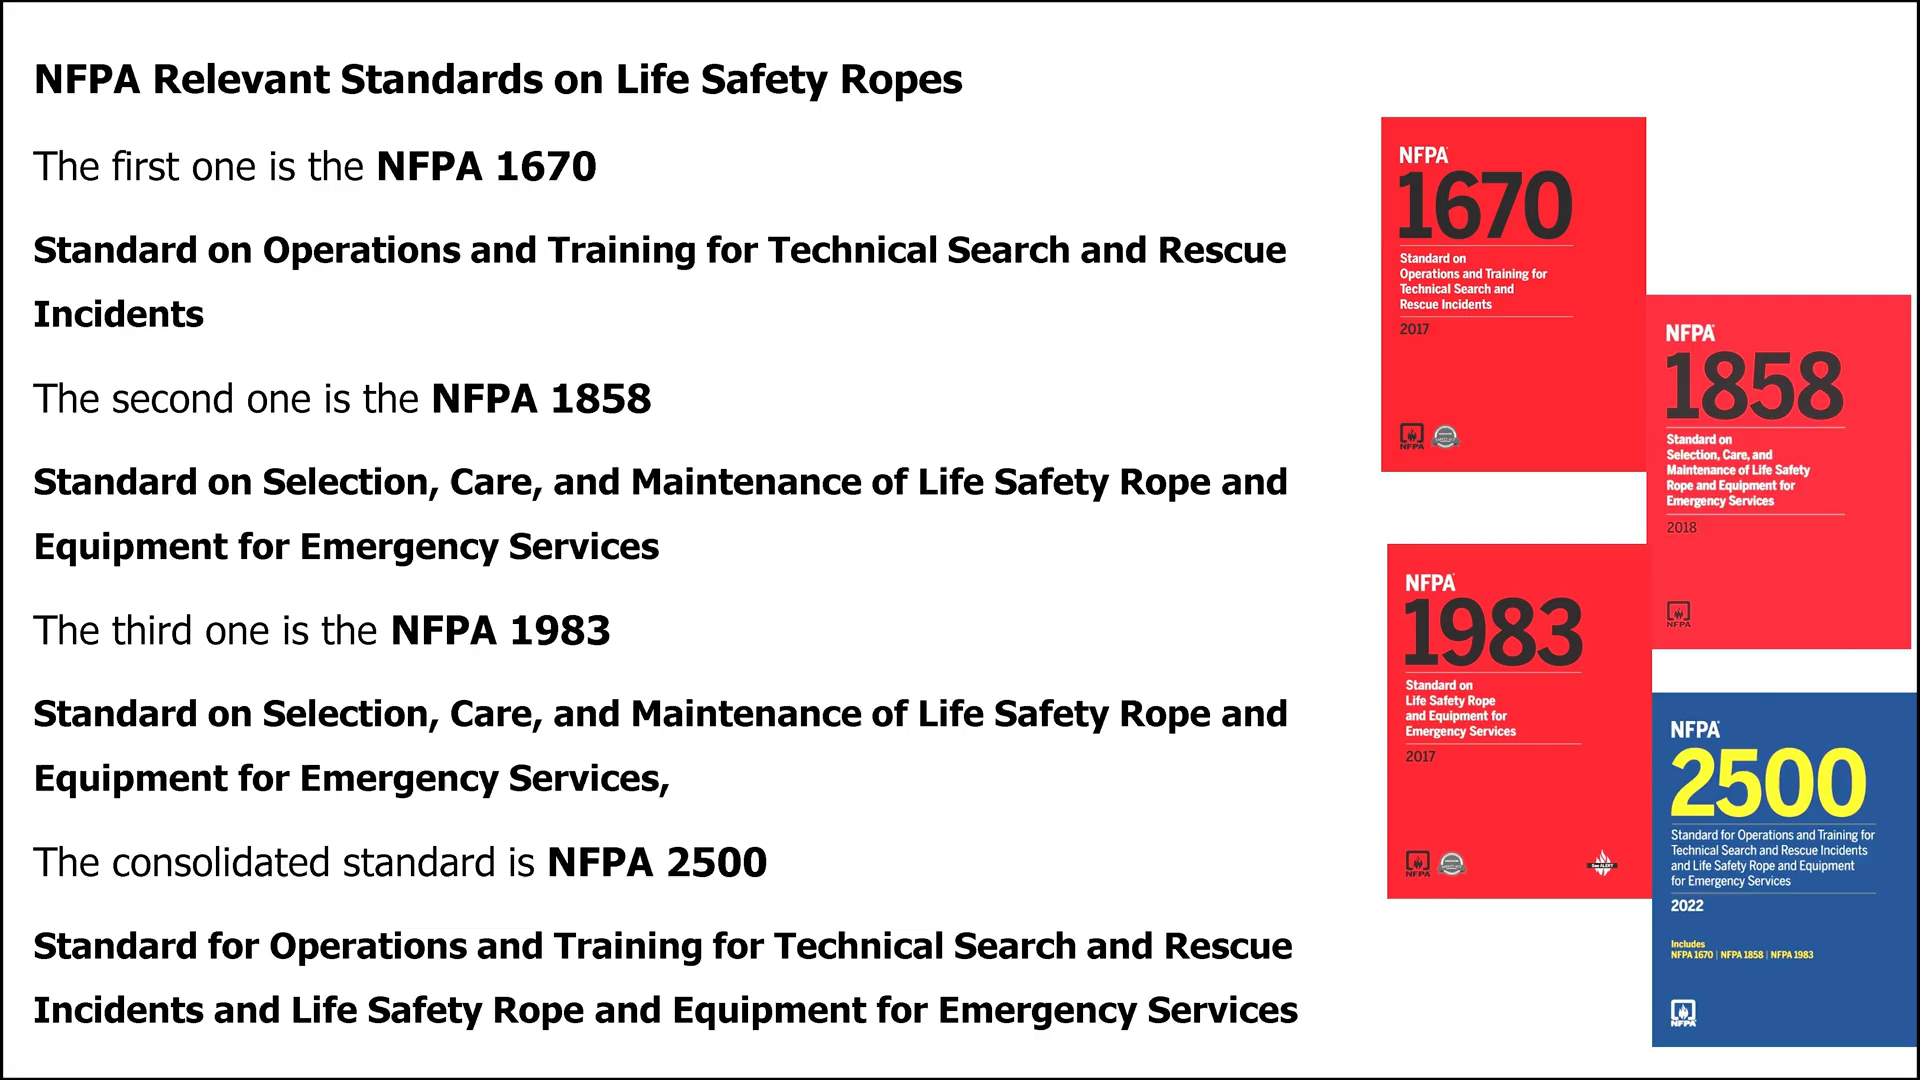 NFPA Relevant Standards on Life Safety Ropes
The first one is the NFPA 1670
Standard on Operations and Training for Technical Search and Rescue
Incidents
The second one is the NFPA 1858
Standard on Selection, Care, and Maintenance of Life Safety Rope and
Equipment for Emergency Services
The third one is the NFPA 1983
Standard on Selection, Care, and Maintenance of Life Safety Rope and
Equipment for Emergency Services,
The consolidated standard is NFPA 2500
Standard for Operations and Training for Technical Search and Rescue
Incidents and Life Safety Rope and Equipment for Emergency Services
NFPA
1670
Standard on
Operations and Training for
Technical Search and
Rescue Incidents
2017
NFPA
NFPA
1858
Standard on
Selection, Care, and
Maintenance of Life Safety
Rope and Equipment for
Emergency Services
2018
NFPA
NFPA
1983
Standard on
Life Safety Rope
and Equipment for
Emergency Services
2017
NFPA
See ALERT
NFPA
2500
Standard for Operations and Training for
Technical Search and Rescue Incidents
and Life Safety Rope and Equipment
for Emergency Services
2022
Includes
NFPA 1670 | NFPA 1858 | NFPA 1983
NFPA